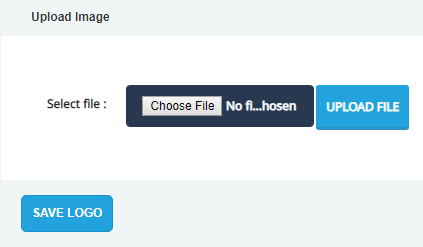 Upload Image
Select file : Choose File No fi...hosen UPLOAD FILE
SAVE LOGO